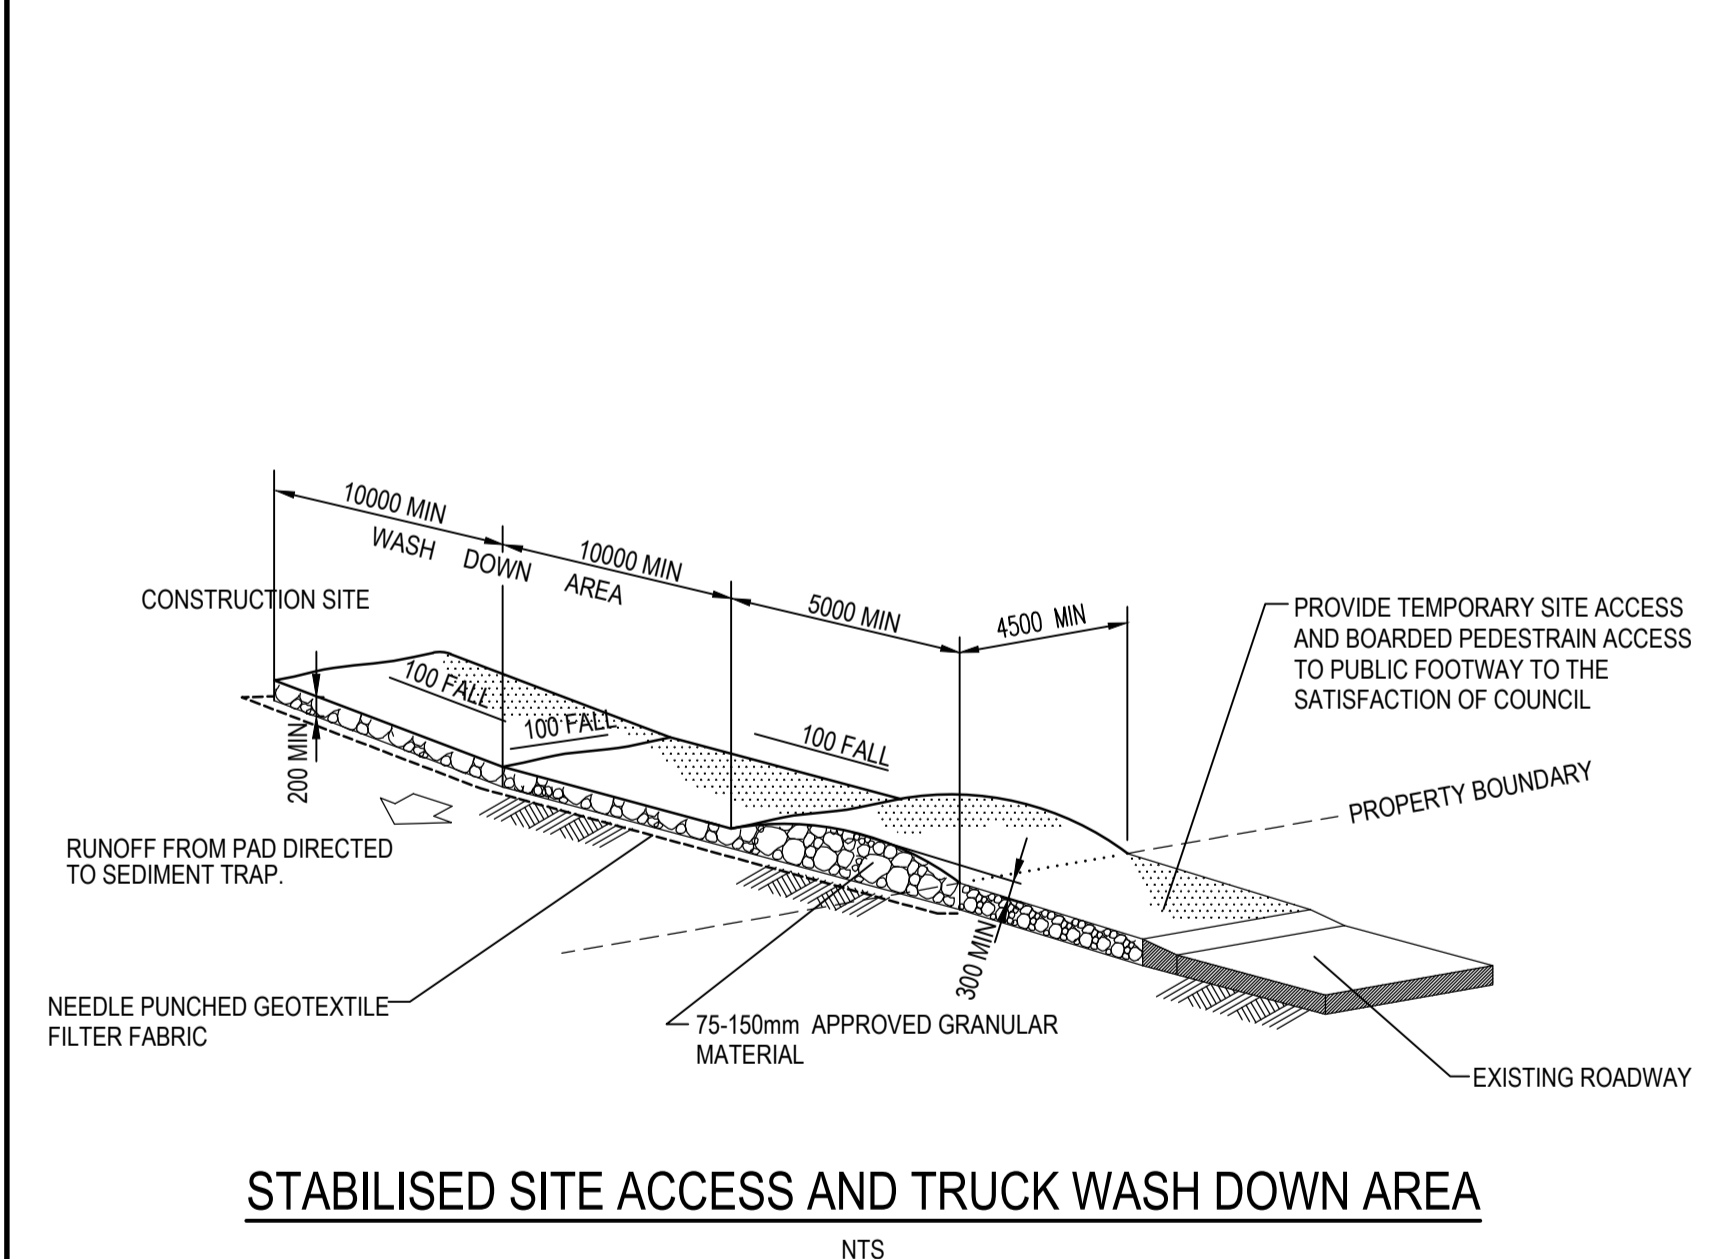 10000 MIN
WASH DOWN AREA
10000 MIN
5000 MIN
4500 MIN
CONSTRUCTION SITE
PROVIDE TEMPORARY SITE ACCESS
AND BOARDED PEDESTRAIN ACCESS
TO PUBLIC FOOTWAY TO THE
SATISFACTION OF COUNCIL
100 FALL
100 FALL
100 FALL
200 MIN
PROPERTY BOUNDARY
RUNOFF FROM PAD DIRECTED
TO SEDIMENT TRAP.
300 MIN
NEEDLE PUNCHED GEOTEXTILE
FILTER FABRIC
75-150mm APPROVED GRANULAR
MATERIAL
EXISTING ROADWAY
STABILISED SITE ACCESS AND TRUCK WASH DOWN AREA
NTS